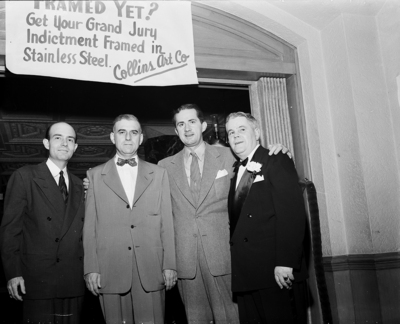 FRAMED YET?
Get Your Grand Jury
Indictment Framed in
Stainless Steel.
Collins Art Co